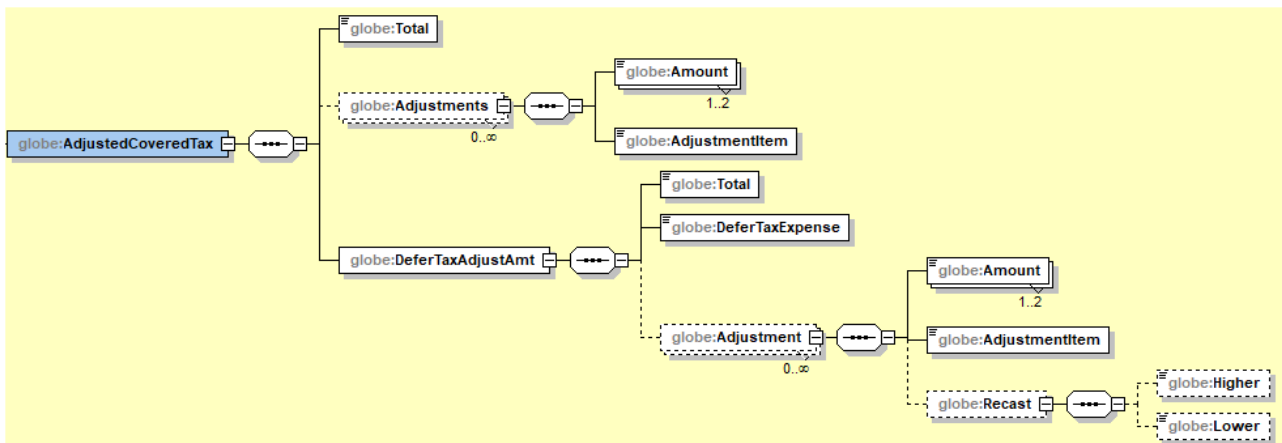 globe:Total
globe:Amount
globe:Adjustments
1..2
0..∞
globe:AdjustedCoveredTax
globe:AdjustmentItem
globe:Total
globe:DeferTaxExpense
globe:DeferTaxAdjustAmt
globe:Amount
1..2
globe:Adjustment
globe:AdjustmentItem
0..∞
globe:Higher
globe:Recast
globe:Lower